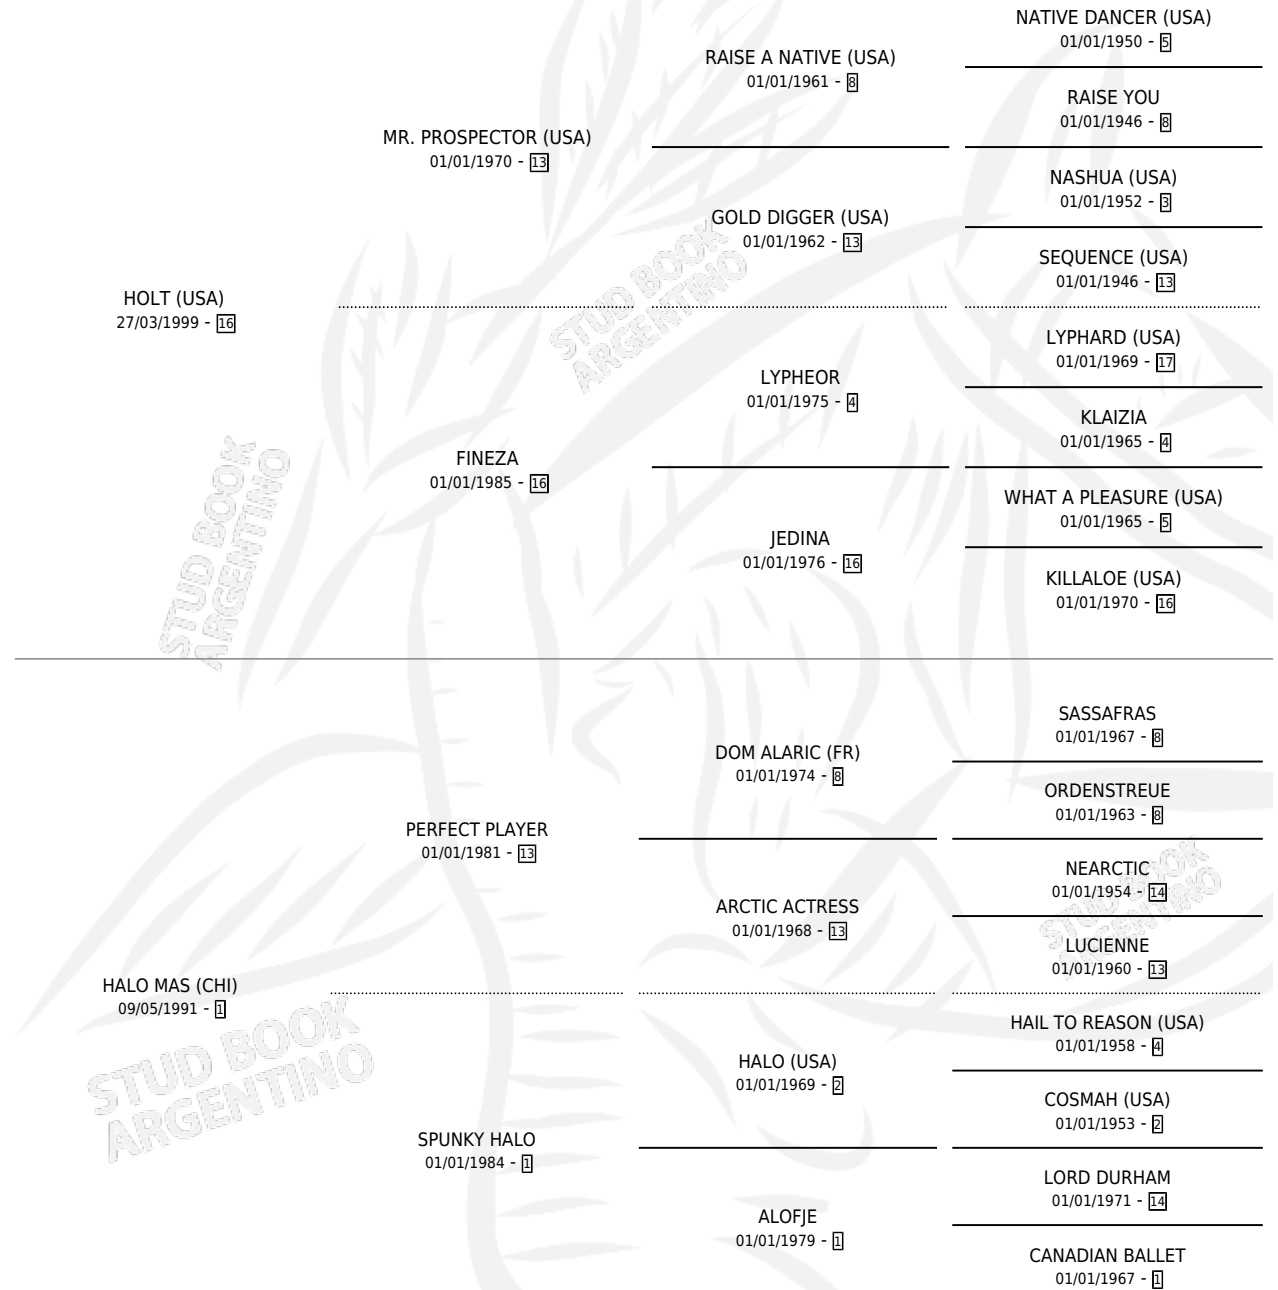 NATIVE DANCER (USA)
01/01/1950 - 5
RAISE A NATIVE (USA)
01/01/1961 - 8
RAISE YOU
01/01/1946 - 8
MR. PROSPECTOR (USA)
01/01/1970 - 13
NASHUA (USA)
01/01/1952 - 3
GOLD DIGGER (USA)
01/01/1962 - 13
SEQUENCE (USA)
01/01/1946 - 13
HOLT (USA)
27/03/1999 - 16
STUD BOOK
ARGENTINO
LYPHARD (USA)
01/01/1969 - 17
LYPHEOR
01/01/1975 - 4
KLAIZIA
01/01/1965 - 4
FINEZA
01/01/1985 - 16
WHAT A PLEASURE (USA)
01/01/1965 - 5
JEDINA
01/01/1976 - 16
KILLALOE (USA)
01/01/1970 - 16
STUD BOOK
ARGENTINO
SASSAFRAS
01/01/1967 - 8
DOM ALARIC (FR)
01/01/1974 - 8
ORDENSTREUE
01/01/1963 - 8
PERFECT PLAYER
01/01/1981 - 13
NEARCTIC
01/01/1954 - 14
ARCTIC ACTRESS
01/01/1968 - 13
LUCIENNE
01/01/1960 - 13
STUD BOOK
ARGENTINO
HALO MAS (CHI)
09/05/1991 - 1
HAIL TO REASON (USA)
01/01/1958 - 4
HALO (USA)
01/01/1969 - 2
COSMAH (USA)
01/01/1953 - 2
STUD BOOK
ARGENTINO
SPUNKY HALO
01/01/1984 - 1
LORD DURHAM
01/01/1971 - 14
ALOFJE
01/01/1979 - 1
CANADIAN BALLET
01/01/1967 - 1